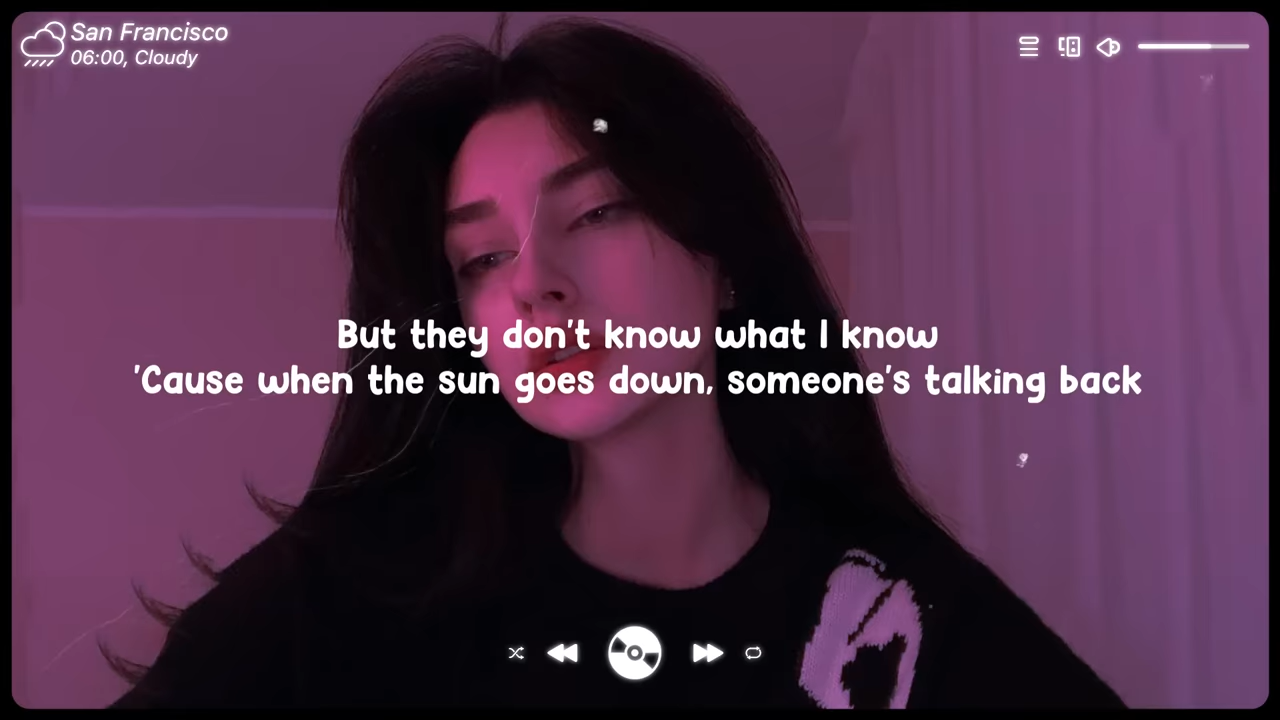 San Francisco
06:00, Cloudy
But they don't know what I know
'Cause when the sun goes down, someone's talking back